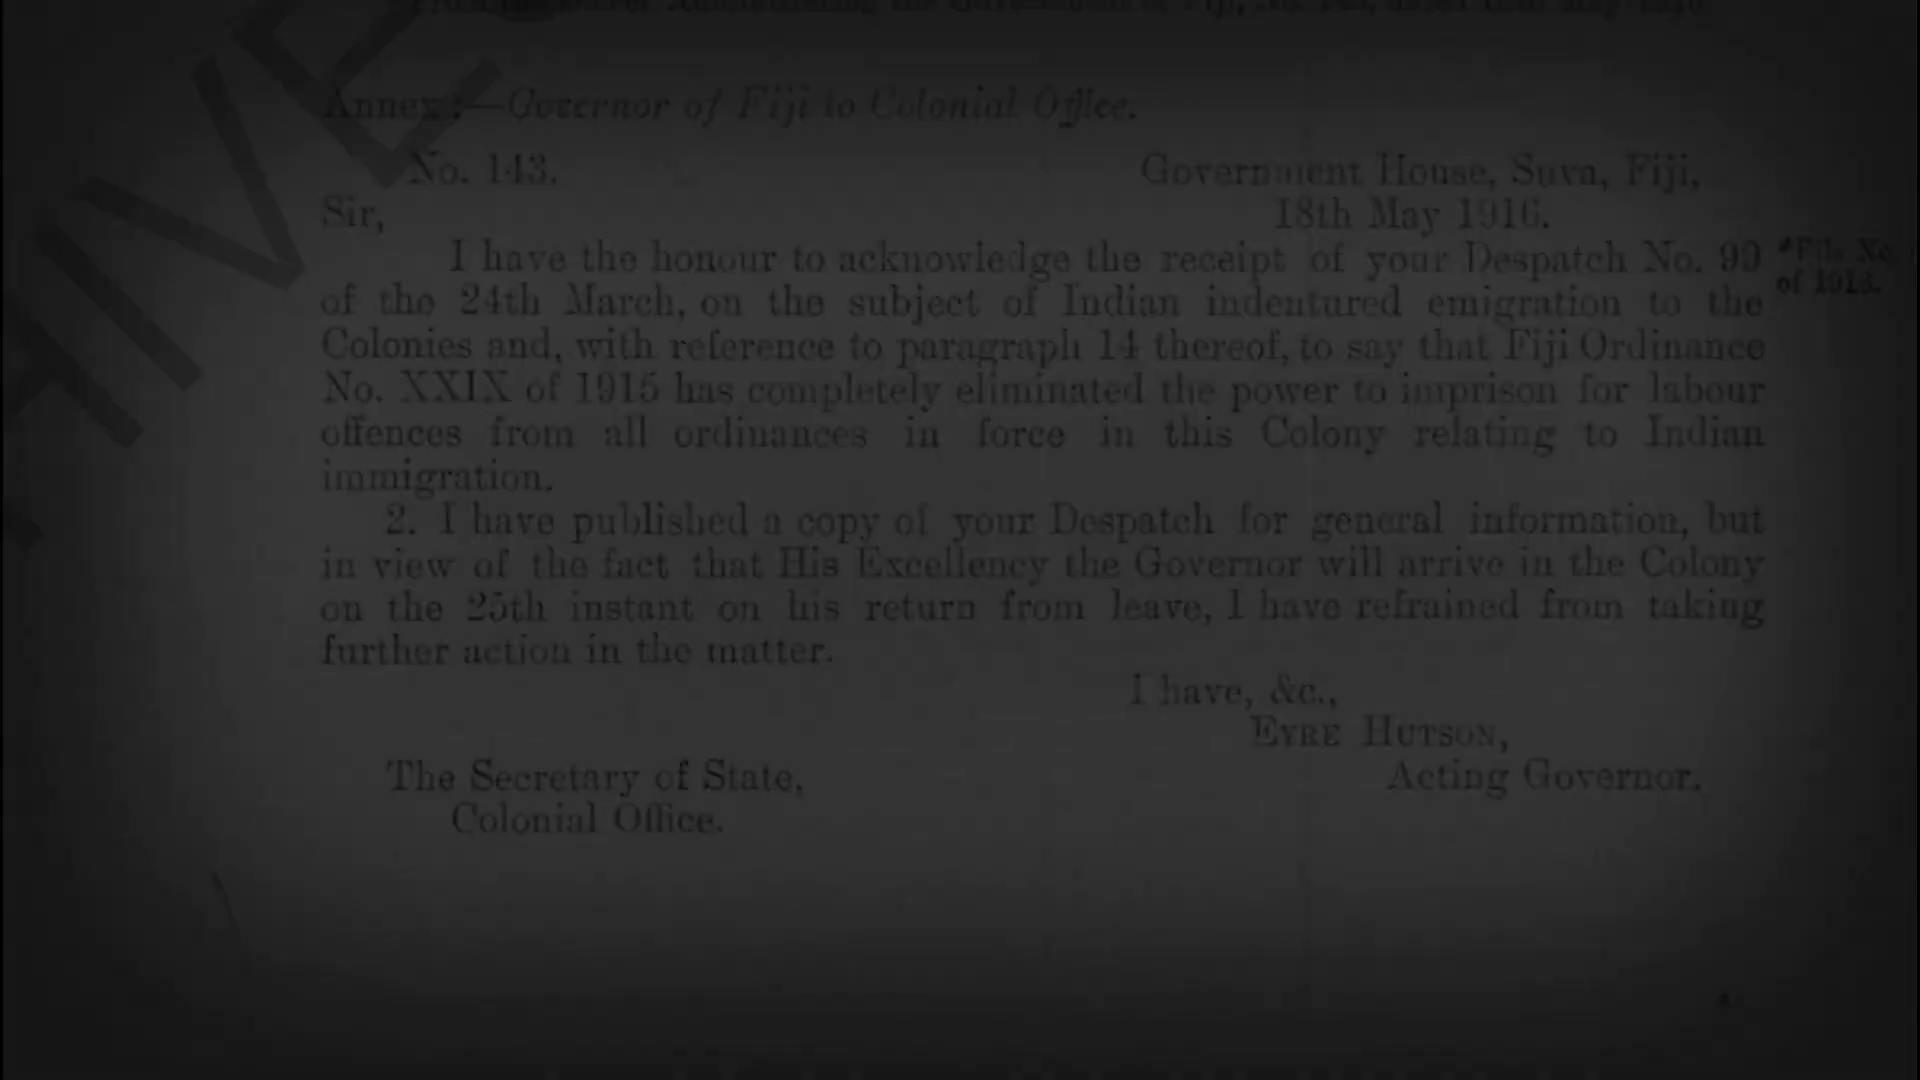 HIVES
Annex:—Governor of Fiji to Colonial Office.
No. 143.
Government House, Suva, Fiji,
18th May 1916.
Sir,
I have the honour to acknowledge the receipt of your Despatch No. 99
*File No.
of the 24th March, on the subject of Indian indentured emigration to the
of
Colonies and, with reference to paragraph 14 thereof, to say that Fiji Ordinance
No. XXIX of 1915 has completely eliminated the power to imprison for labour
offences from all ordinances in force in this Colony relating to Indian
immigration.
2. I have published a copy of your Despatch for general information, but
in view of the fact that His Excellency the Governor will arrive in the Colony
on the 25th instant on his return from leave, I have refrained from taking
further action in the matter.
I have, &c.,
EYRE HUTSON,
Acting Governor.
The Secretary of State,
Colonial Office.